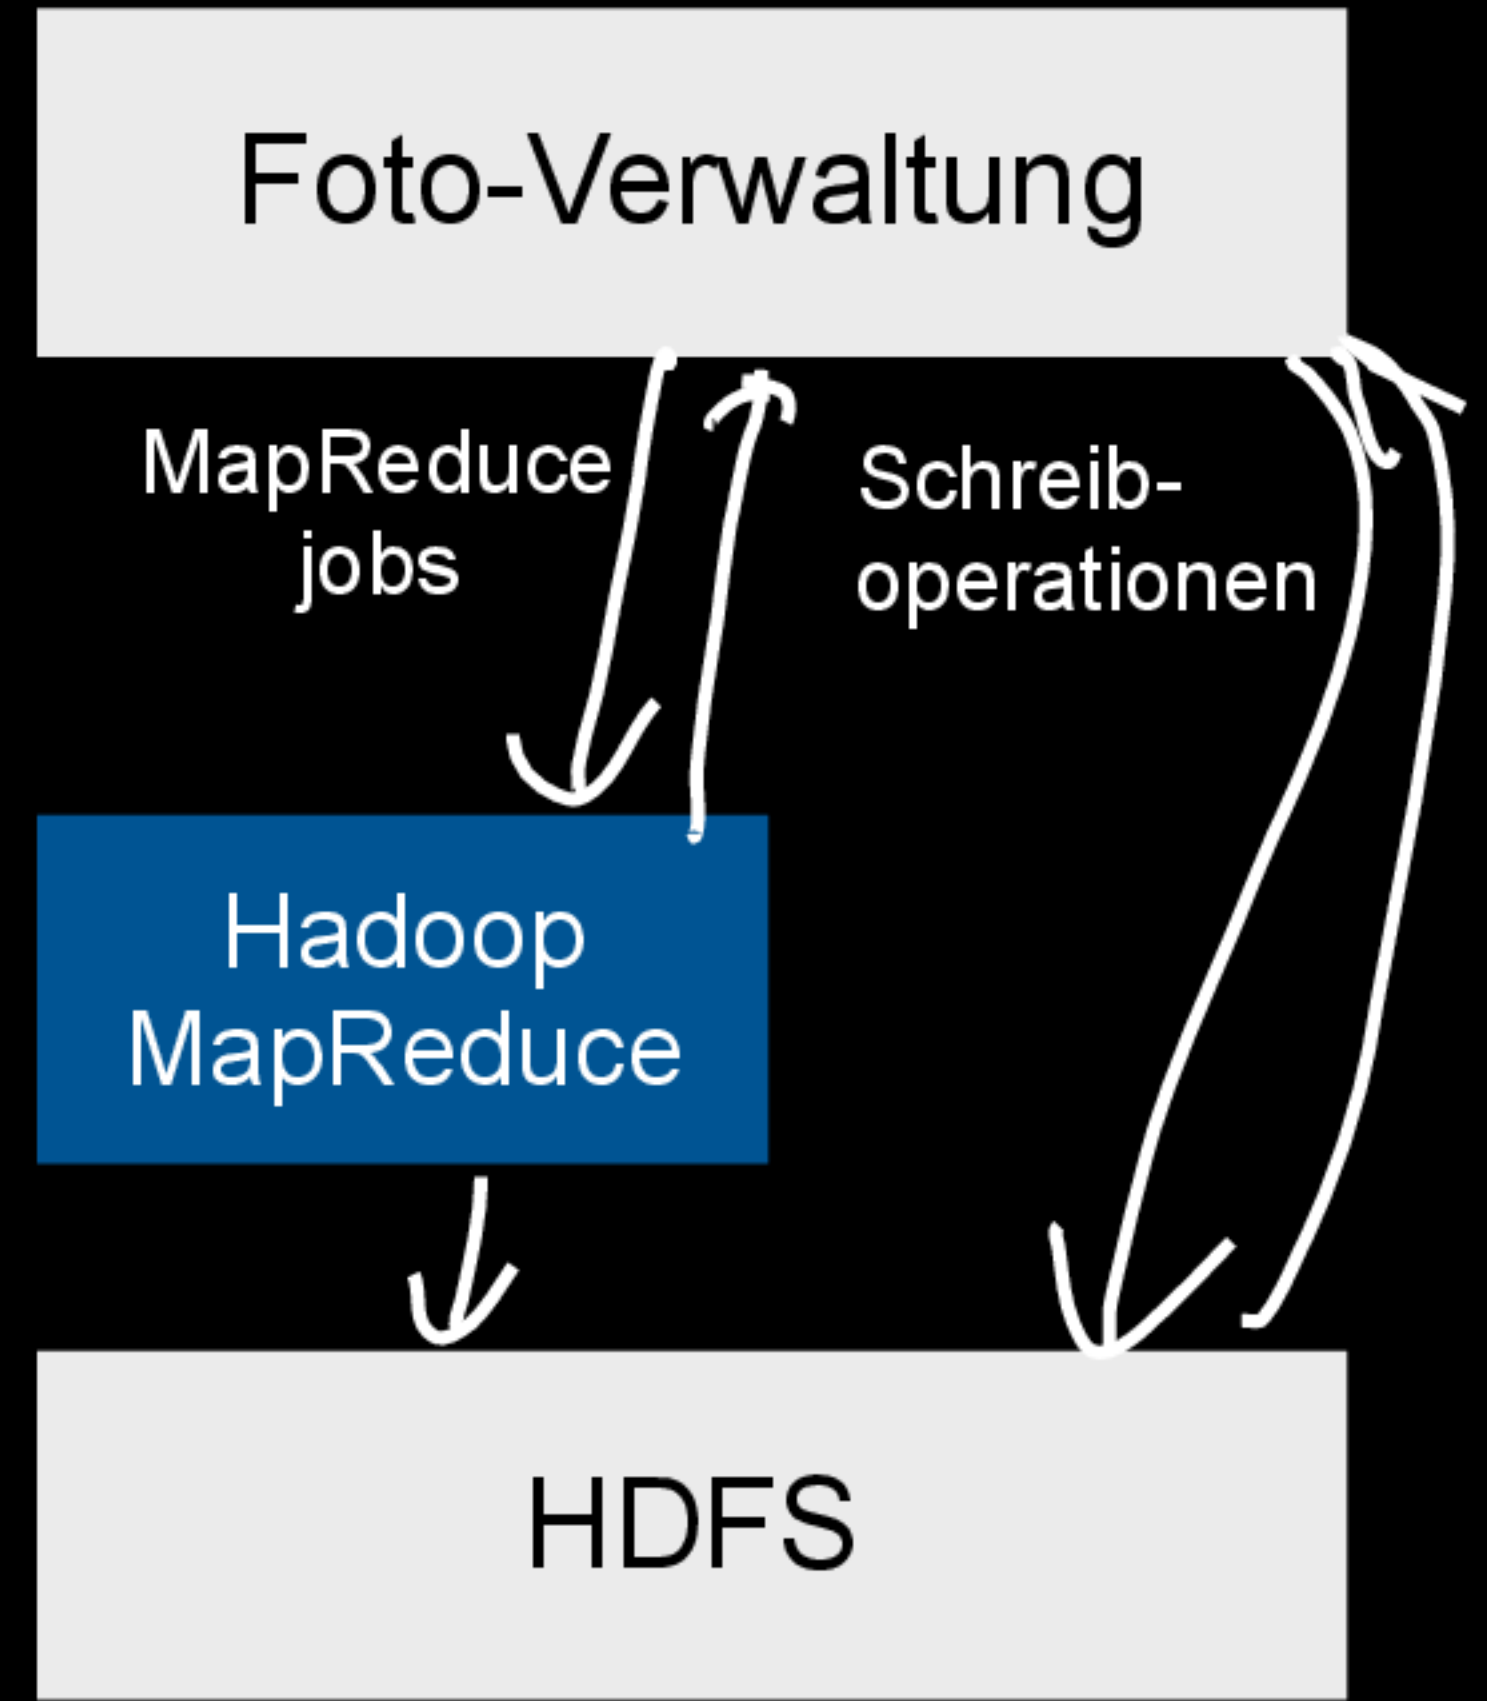 Foto-Verwaltung
MapReduce
jobs
Schreib-
operationen
Hadoop
MapReduce
HDFS